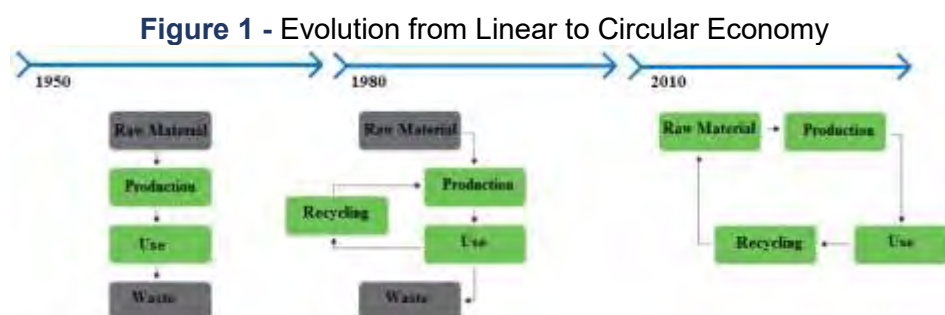 Figure 1 - Evolution from Linear to Circular Economy
1950
1980
2010
Raw Material
Production
Use
Waste
Raw Material
Production
Recycling
Use
Waste
Raw Material
Production
Recycling
Use